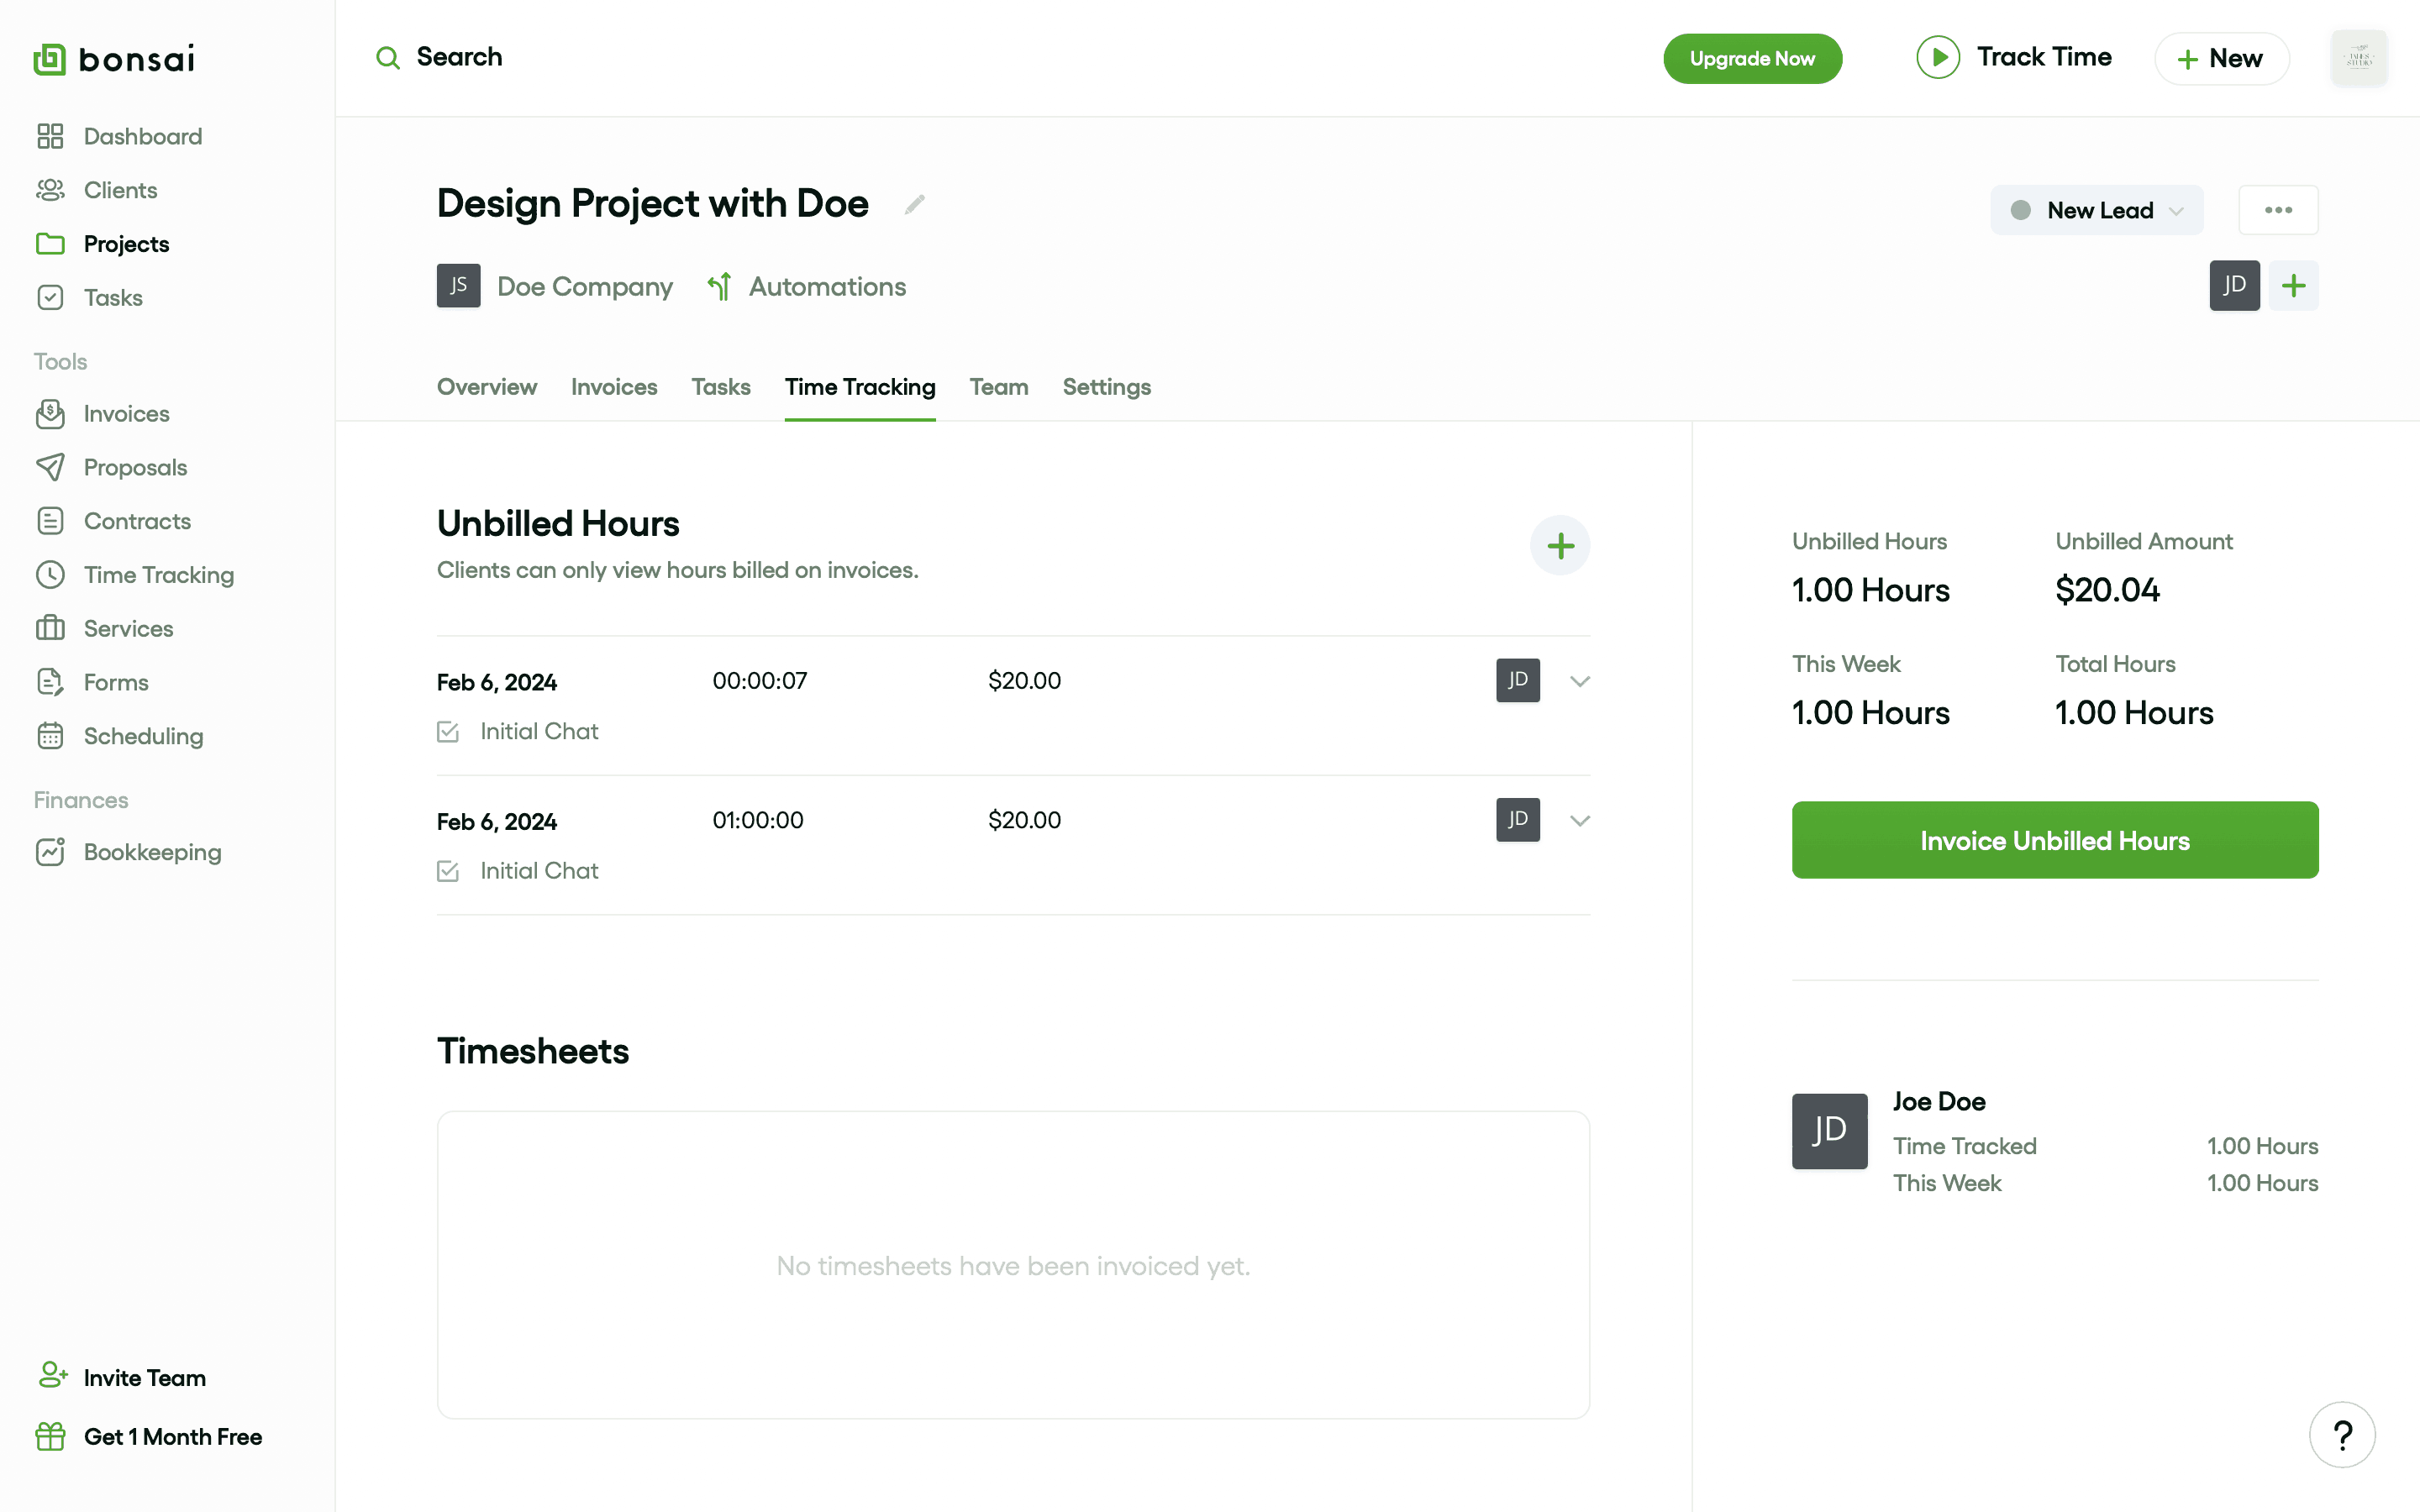 bonsai
Search
Upgrade Now
Track Time
New
Dashboard
Clients
Projects
Tasks
Tools
Invoices
Proposals
Contracts
Time Tracking
Services
Forms
Scheduling
Finances
Bookkeeping
Invite Team
Get 1 Month Free
Design Project with Doe
New Lead
JS Doe Company Automations
JD
Overview Invoices Tasks Time Tracking Team Settings
Unbilled Hours
Clients can only view hours billed on invoices.
Feb 6, 2024 00:00:07 $20.00 JD
Initial Chat
Feb 6, 2024 01:00:00 $20.00 JD
Initial Chat
Timesheets
No timesheets have been invoiced yet.
Unbilled Hours Unbilled Amount
1.00 Hours $20.04
This Week Total Hours
1.00 Hours 1.00 Hours
Invoice Unbilled Hours
JD
Joe Doe
Time Tracked 1.00 Hours
This Week 1.00 Hours
?